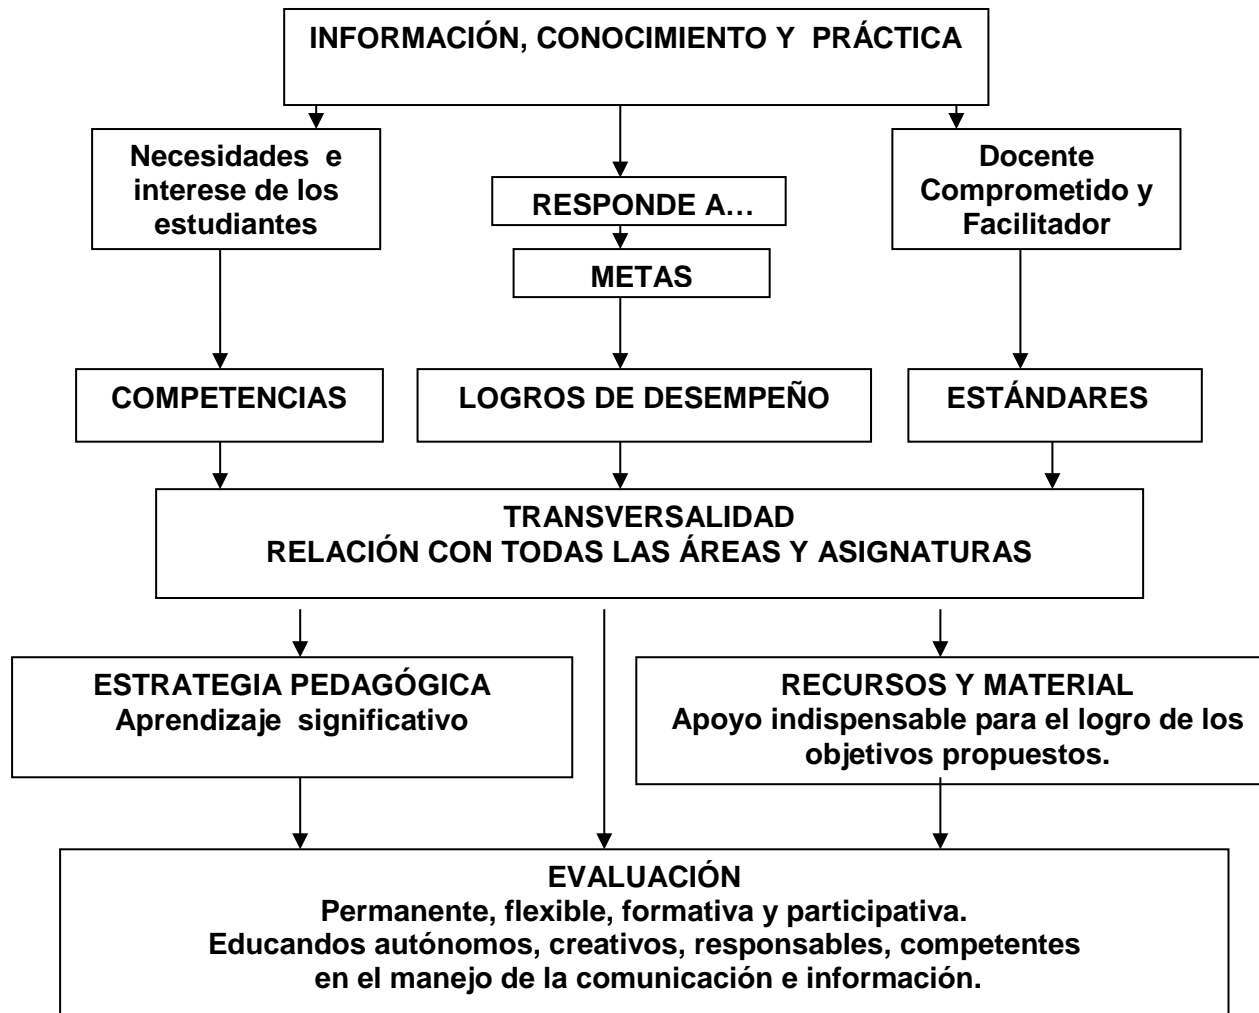 INFORMACIÓN, CONOCIMIENTO Y PRÁCTICA
Necesidades e
interese de los
estudiantes
RESPONDE A...
METAS
Docente
Comprometido y
Facilitador
COMPETENCIAS
LOGROS DE DESEMPEÑO
ESTÁNDARES
TRANSVERSALIDAD
RELACIÓN CON TODAS LAS ÁREAS Y ASIGNATURAS
ESTRATEGIA PEDAGÓGICA
Aprendizaje significativo
RECURSOS Y MATERIAL
Apoyo indispensable para el logro de los
objetivos propuestos.
EVALUACIÓN
Permanente, flexible, formativa y participativa.
Educandos autónomos, creativos, responsables, competentes
en el manejo de la comunicación e información.